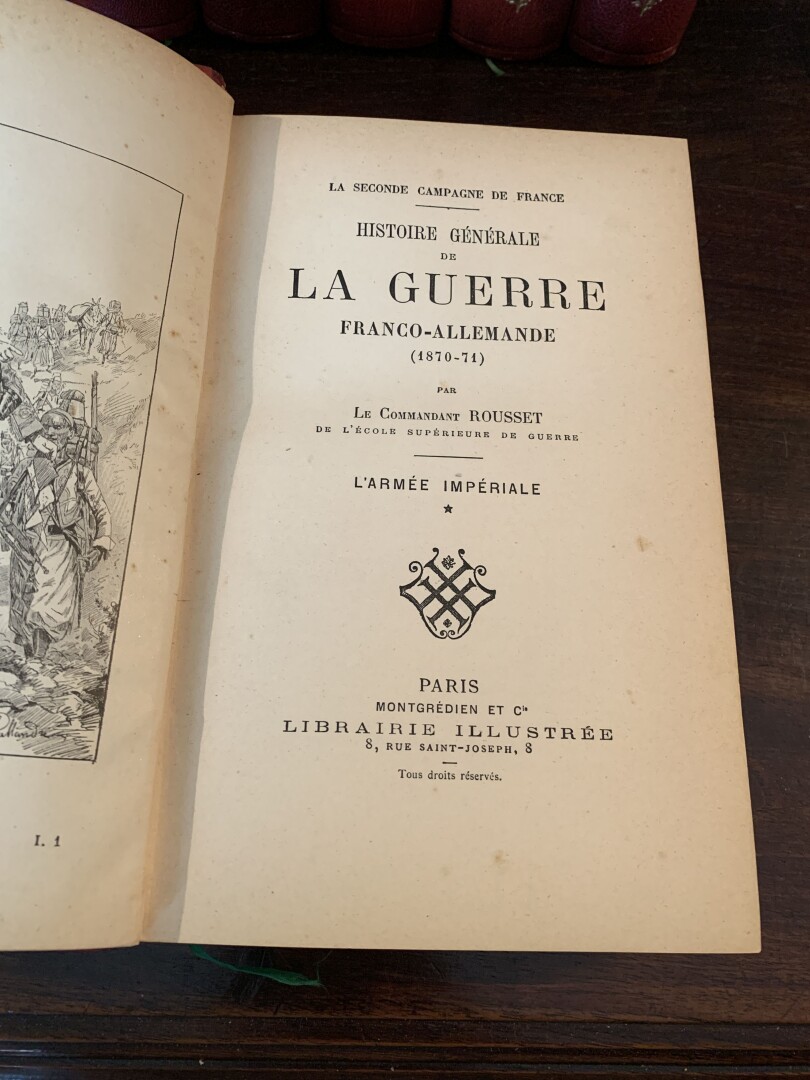 LA SECONDE CAMPAGNE DE FRANCE
HISTOIRE GÉNÉRALE
DE
LA GUERRE
FRANCO-ALLEMANDE
(1870-71)
PAR
LE COMMANDANT ROUSSET
DE L'ÉCOLE SUPÉRIEURE DE GUERRE
L'ARMÉE IMPÉRIALE
★
PARIS
MONTGRÉDIEN ET Cie
LIBRAIRIE ILLUSTRÉE
8, RUE SAINT-JOSEPH, 8
Tous droits réservés.
I. 1